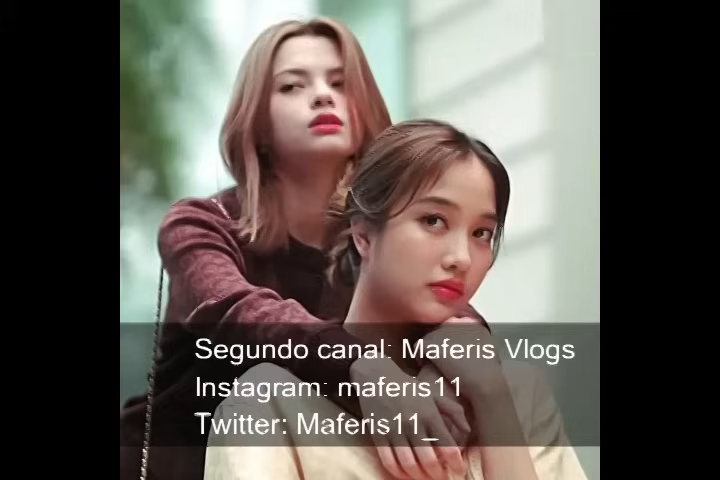 Segundo canal: Maferis Vlogs
Instagram: maferis11
Twitter: Maferis11_